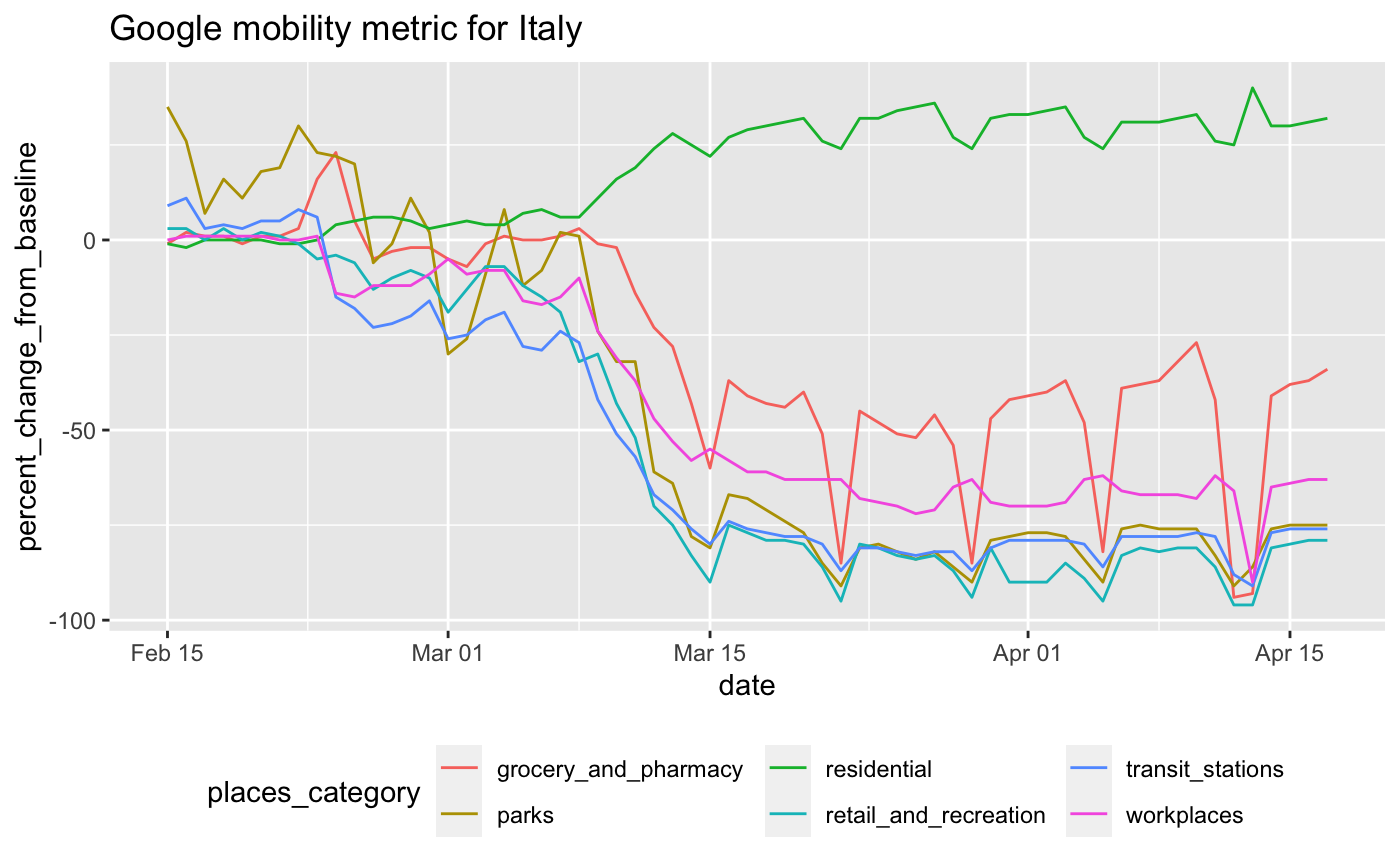 Google mobility metric for Italy
percent_change_from_baseline
0
-50
-100
Feb 15 Mar 01 Mar 15 Apr 01 Apr 15
date
places_category
grocery_and_pharmacy residential transit_stations
parks retail_and_recreation workplaces